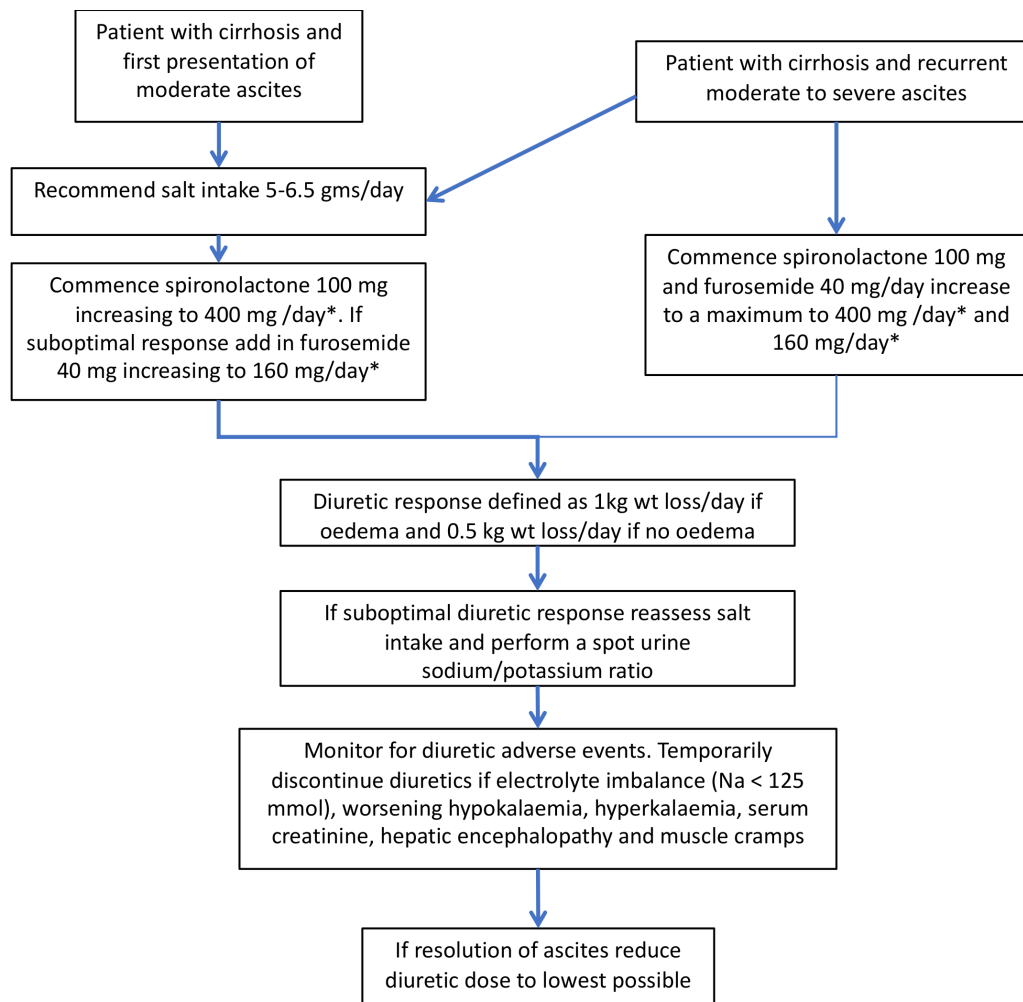 Patient with cirrhosis and
first presentation of
moderate ascites
Patient with cirrhosis and recurrent
moderate to severe ascites
Recommend salt intake 5-6.5 gms/day
Commence spironolactone 100 mg
increasing to 400 mg /day*. If
suboptimal response add in furosemide
40 mg increasing to 160 mg/day*
Commence spironolactone 100 mg
and furosemide 40 mg/day increase
to a maximum to 400 mg /day* and
160 mg/day*
Diuretic response defined as 1kg wt loss/day if
oedema and 0.5 kg wt loss/day if no oedema
If suboptimal diuretic response reassess salt
intake and perform a spot urine
sodium/potassium ratio
Monitor for diuretic adverse events. Temporarily
discontinue diuretics if electrolyte imbalance (Na < 125
mmol), worsening hypokalaemia, hyperkalaemia, serum
creatinine, hepatic encephalopathy and muscle cramps
If resolution of ascites reduce
diuretic dose to lowest possible